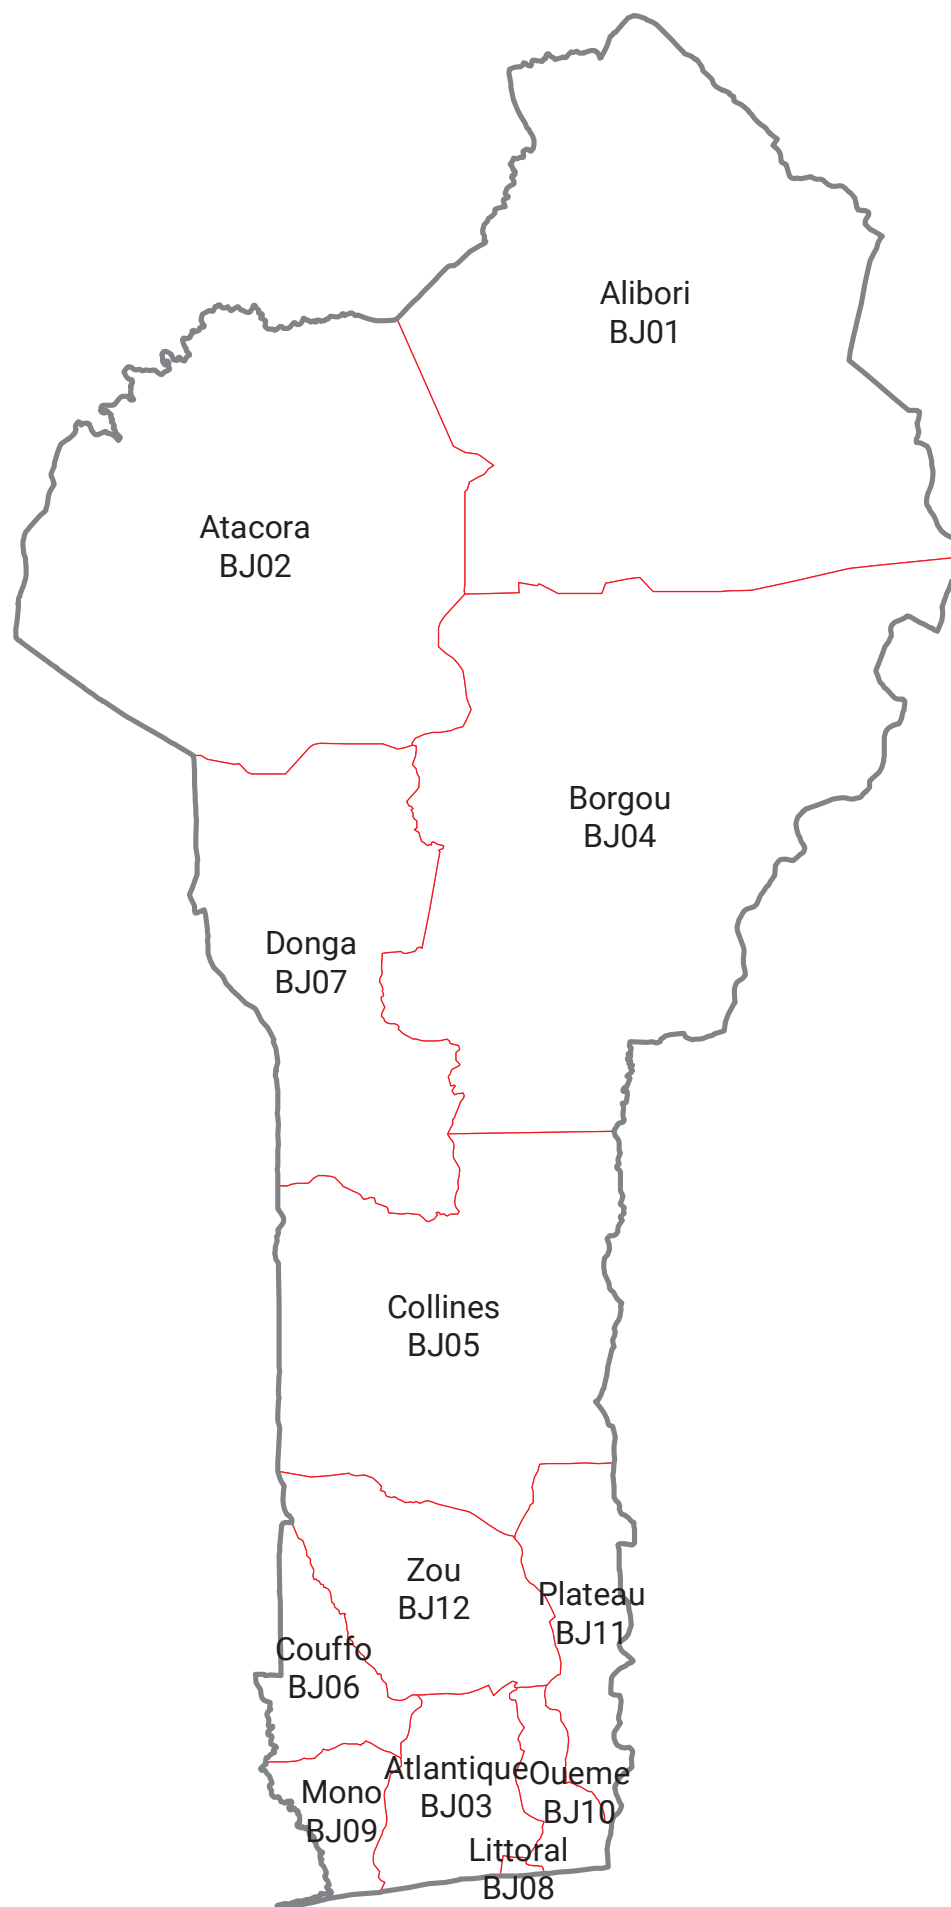 Alibori
BJ01
Atacora
BJ02
Borgou
BJ04
Donga
BJ07
Collines
BJ05
Zou
BJ12
Plateau
BJ11
Couffo
BJ06
Atlantique
BJ03
Oueme
BJ10
Mono
BJ09
Littoral
BJ08